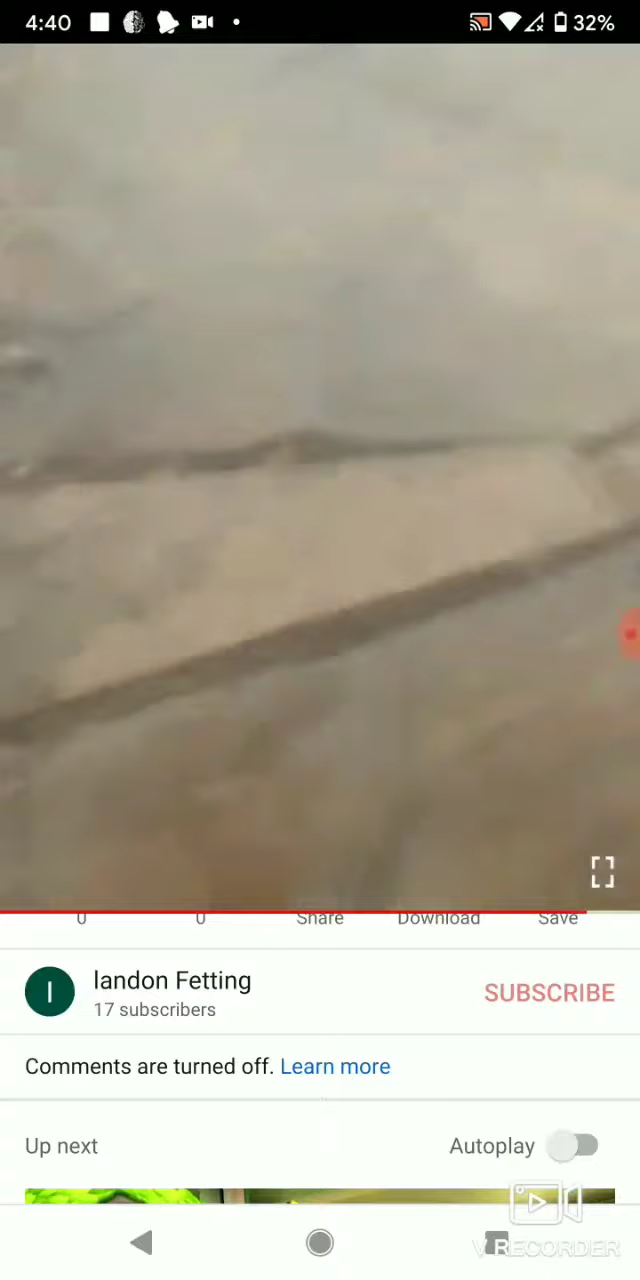 4:40 32%
0 0 Share Download Save
l landon Fetting
17 subscribers
SUBSCRIBE
Comments are turned off. Learn more
Up next Autoplay
V RECORDER